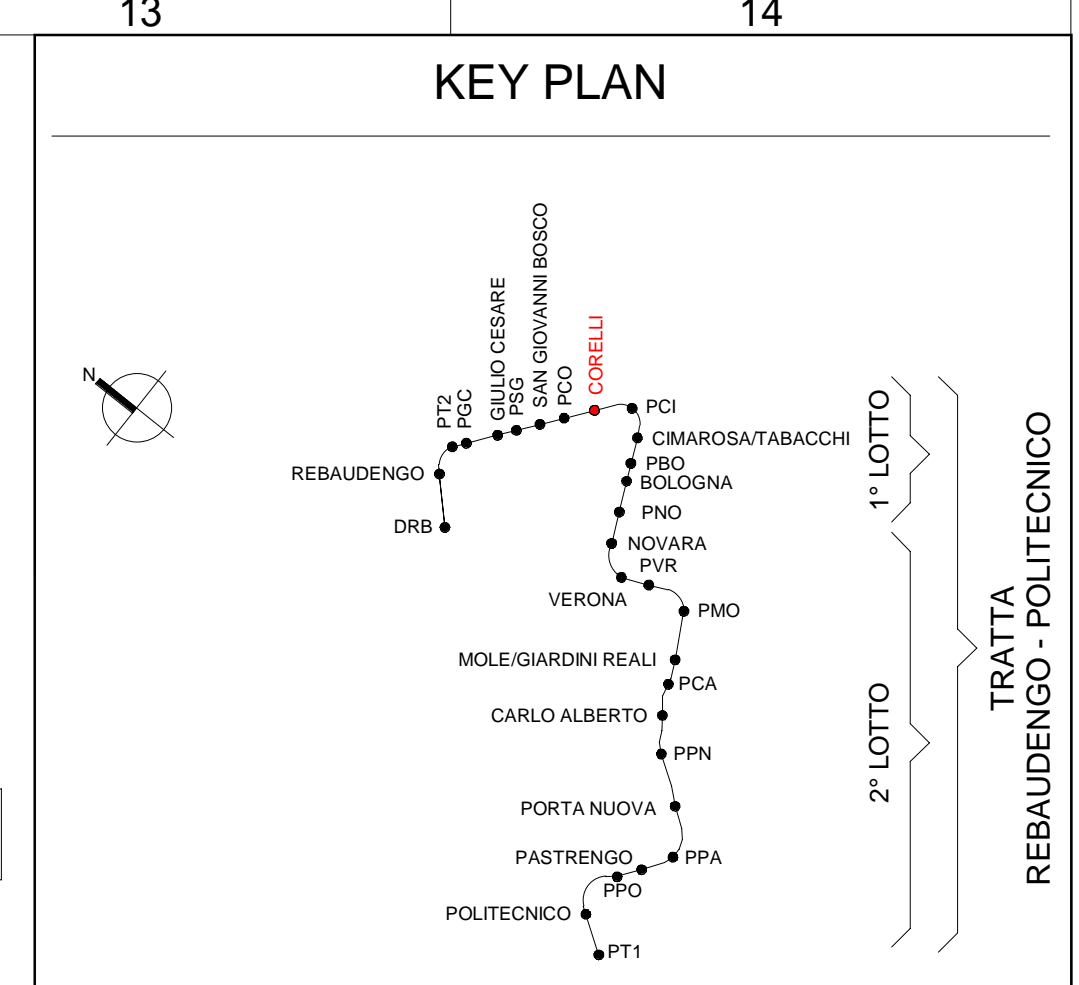 13
14
KEY PLAN
N
PT2
PGC
GIULIO CESARE
PSG
SAN GIOVANNI BOSCO
PCO
CORELLI
PCI
CIMAROSA/TABACCHI
REBAUDENGO
PBO
BOLOGNA
DRB
PNO
NOVARA
PVR
VERONA
PMO
MOLE/GIARDINI REALI
PCA
CARLO ALBERTO
PPN
PORTA NUOVA
PASTRENGO
PPA
PPO
POLITECNICO
PT1
1° LOTTO
2° LOTTO
TRATTA
REBAUDENGO - POLITECNICO